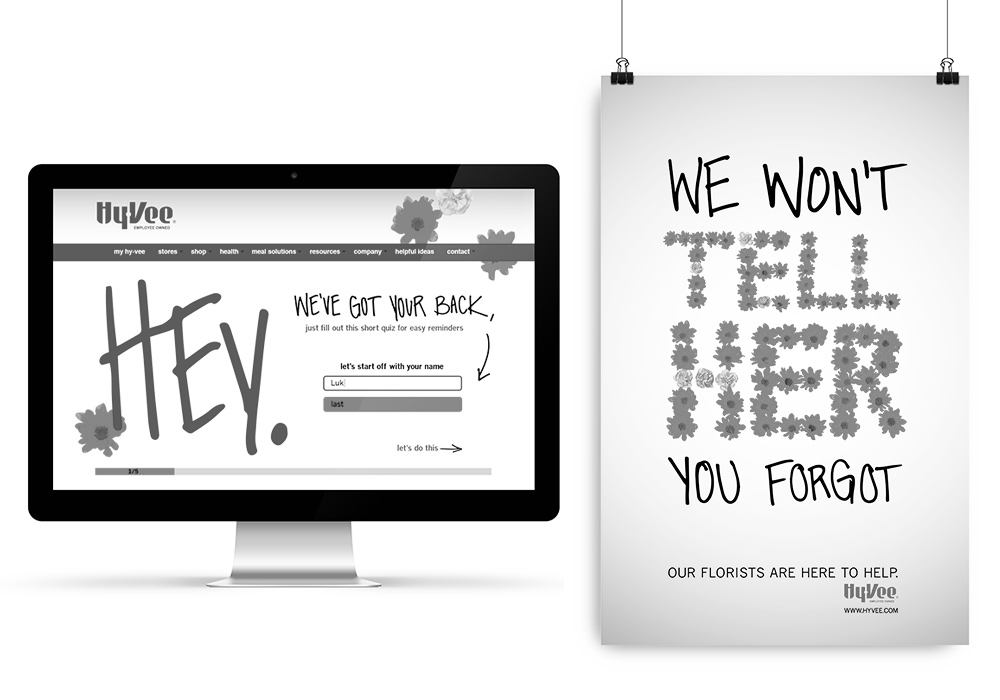 HyVee
EMPLOYEE OWNED
my hy-vee stores shop health meal solutions resources company helpful ideas contact
HEY.
WE'VE GOT YOUR BACK,
just fill out this short quiz for easy reminders
let's start off with your name
Luk
last
let's do this
1/5
WE WON'T
TELL
HER
YOU FORGOT
OUR FLORISTS ARE HERE TO HELP.
HyVee
EMPLOYEE OWNED
WWW.HYVEE.COM